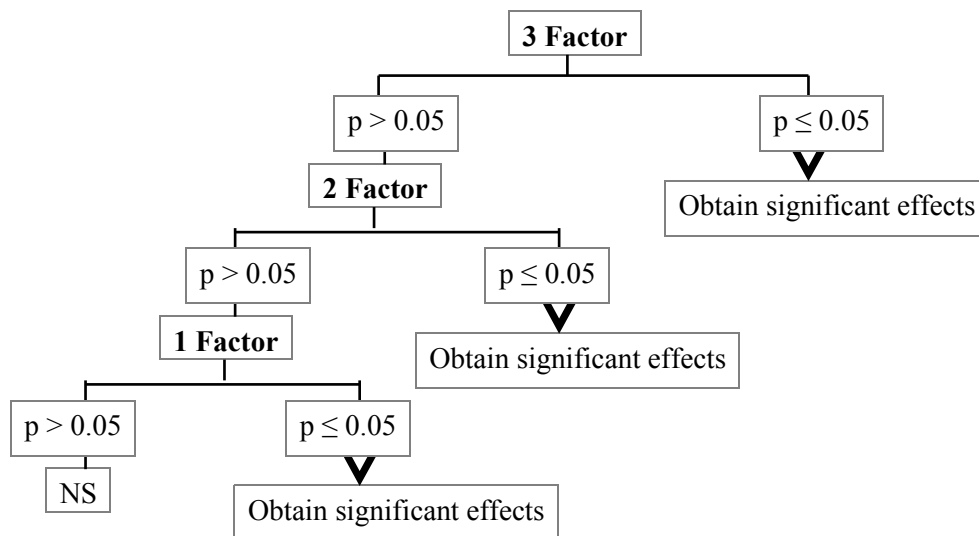 3 Factor
p > 0.05
p ≤ 0.05
2 Factor
Obtain significant effects
p > 0.05
p ≤ 0.05
1 Factor
Obtain significant effects
p > 0.05
p ≤ 0.05
NS
Obtain significant effects